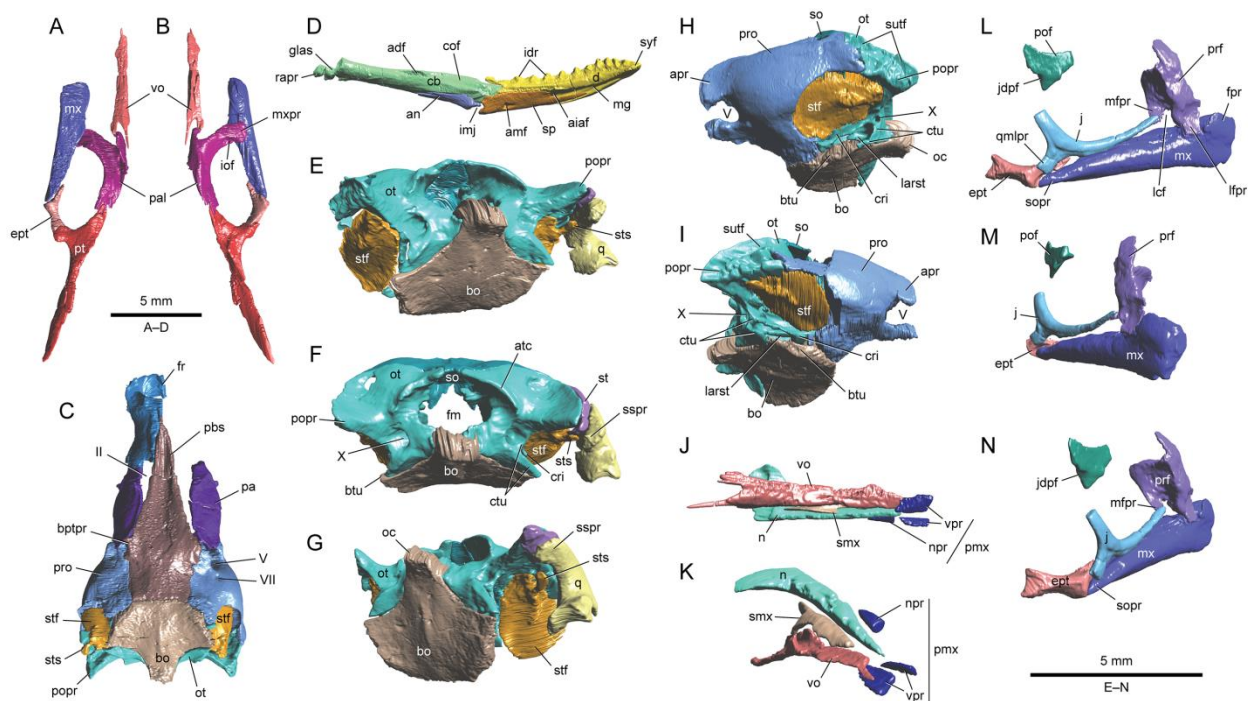 A
B
vo
mx
mxpr
iof
pal
ept
pt
5 mm
A–D
C
fr
pbs
II
pa
bptpr
V
pro
VII
stf
stf
sts
bo
popr
ot
D
glas
adf
cof
idr
syf
rapr
cb
d
an
mg
imj
amf
sp
aiaf
E
popr
ot
stf
sts
q
bo
F
atc
ot
so
st
popr
fm
sspr
X
stf
sts
bo
cri
btu
ctu
G
oc
sspr
ot
sts
q
bo
stf
H
so
ot
sutf
pro
apr
popr
stf
X
V
ctu
oc
larst
btu
cri
bo
I
ot
so
sutf
pro
popr
apr
stf
V
X
ctu
cri
larst
btu
bo
J
vo
vpr
n
smx
npr
pmx
K
n
npr
smx
pmx
vo
vpr
L
pof
prf
jdpf
mfpr
fpr
j
qmlpr
mx
ept
sopr
lcf
lfpr
M
pof
prf
j
ept
mx
N
jdpf
prf
mfpr
j
mx
ept
sopr
5 mm
E–N